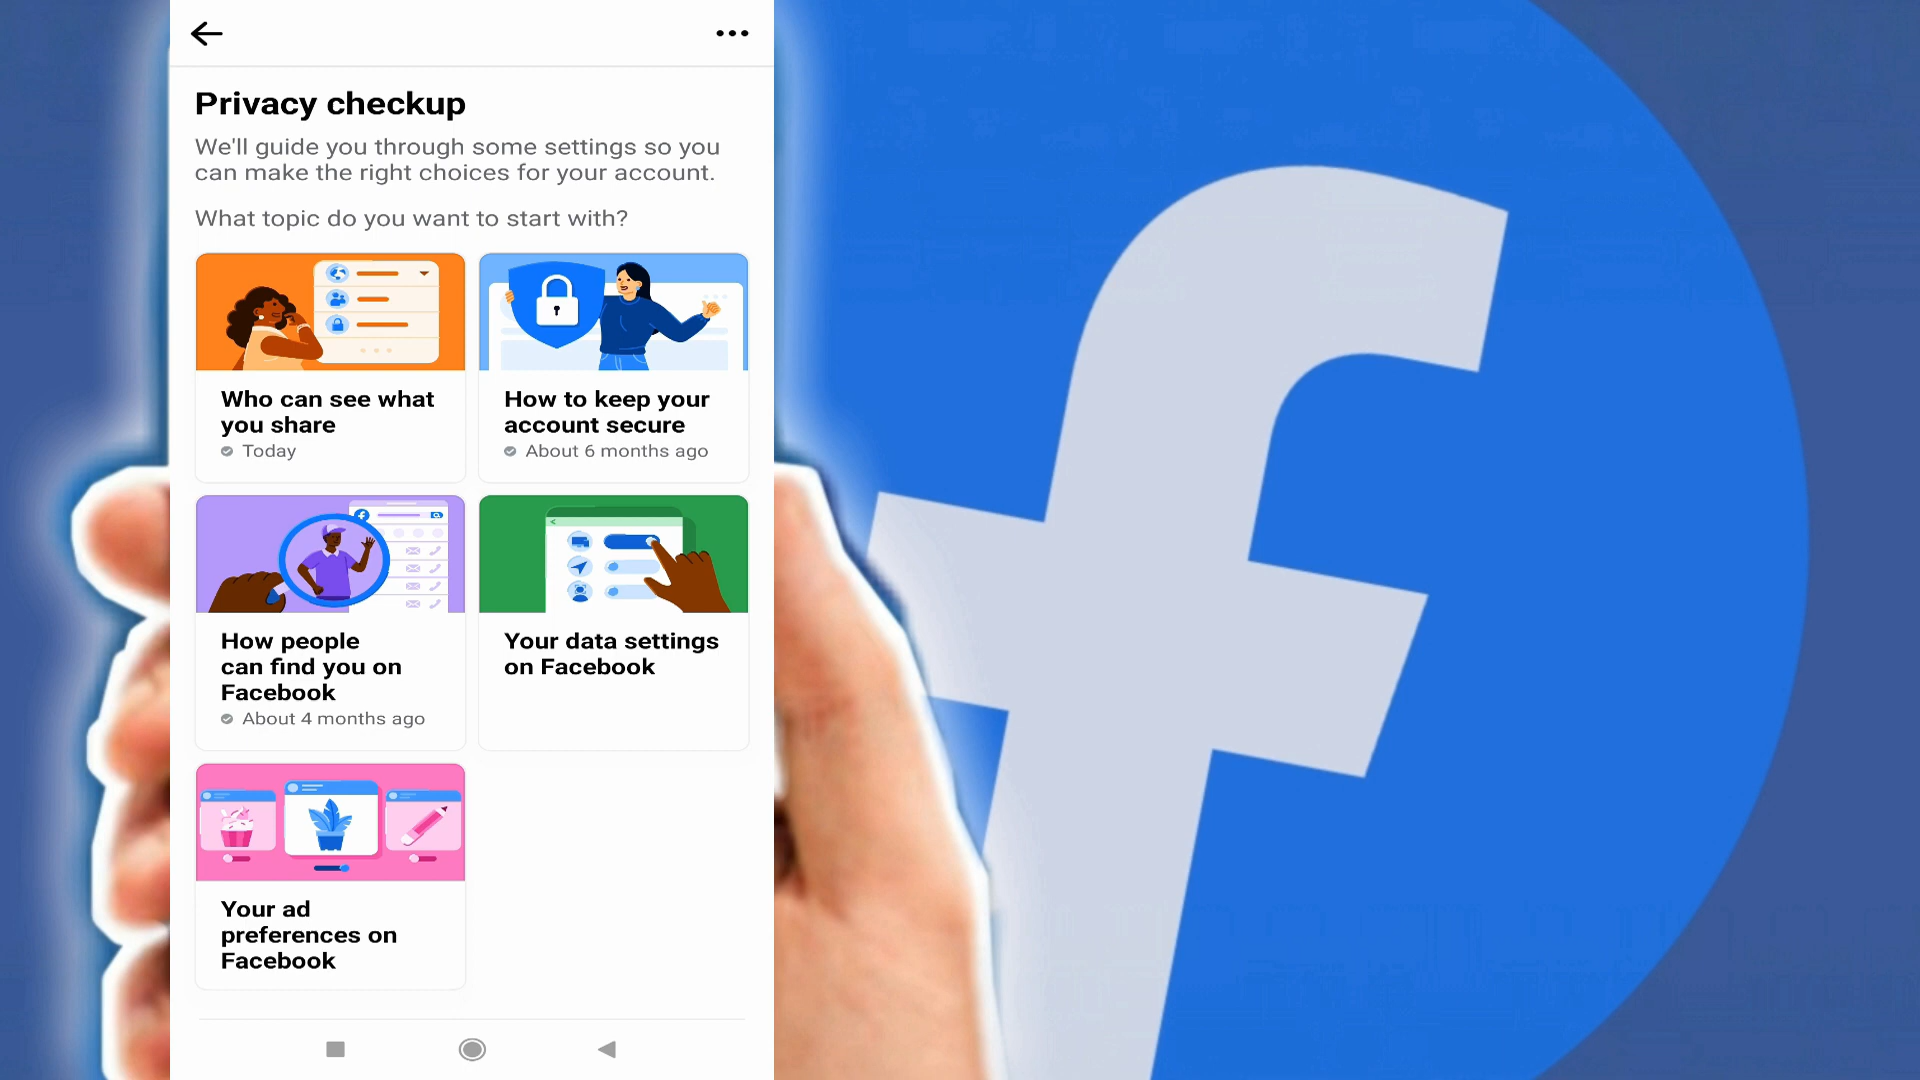 Privacy checkup
We'll guide you through some settings so you
can make the right choices for your account.
What topic do you want to start with?
Who can see what
you share
Today
How to keep your
account secure
About 6 months ago
How people
can find you on
Facebook
About 4 months ago
Your data settings
on Facebook
Your ad
preferences on
Facebook